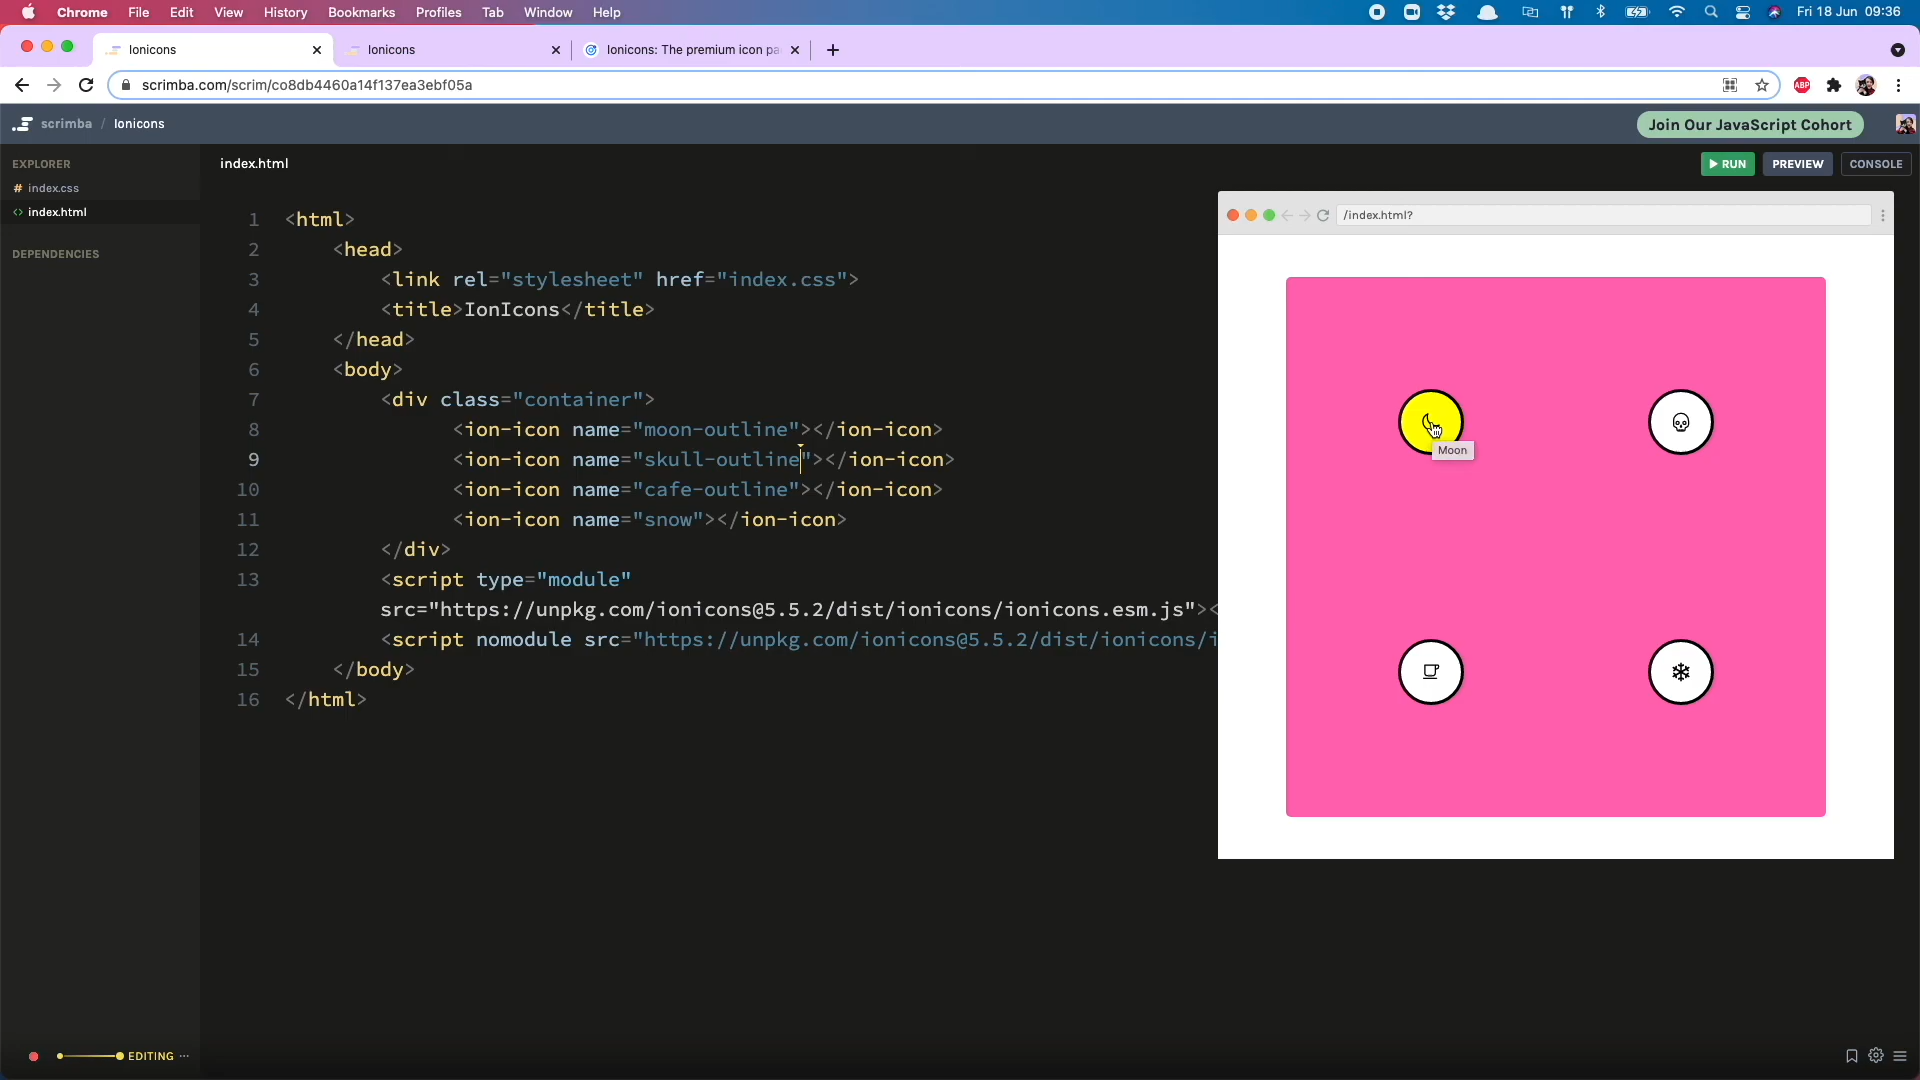 Chrome File Edit View History Bookmarks Profiles Tab Window Help Fri 18 Jun 09:36
Ionicons Ionicons Ionicons: The premium icon pa
scrimba.com/scrim/co8db4460a14f137ea3ebf05a ABP
scrimba / Ionicons Join Our JavaScript Cohort
EXPLORER
# index.css
<> index.html
DEPENDENCIES
index.html
RUN PREVIEW CONSOLE
1 <html>
2 <head>
3 <link rel="stylesheet" href="index.css">
4 <title>IonIcons</title>
5 </head>
6 <body>
7 <div class="container">
8 <ion-icon name="moon-outline"></ion-icon>
9 <ion-icon name="skull-outline"></ion-icon>
10 <ion-icon name="cafe-outline"></ion-icon>
11 <ion-icon name="snow"></ion-icon>
12 </div>
13 <script type="module"
src="https://unpkg.com/ionicons@5.5.2/dist/ionicons/ionicons.esm.js"><
14 <script nomodule src="https://unpkg.com/ionicons@5.5.2/dist/ionicons/i
15 </body>
16 </html>
/index.html?
Moon
EDITING ...